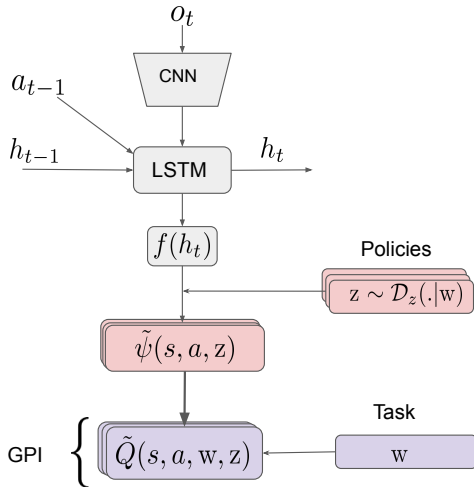 o_t
CNN
a_{t-1}
h_{t-1}
LSTM
h_t
f(h_t)
Policies
z ∼ 𝒟_z(.|w)
ψ̃(s, a, z)
Task
GPI
Q̃(s, a, w, z)
w